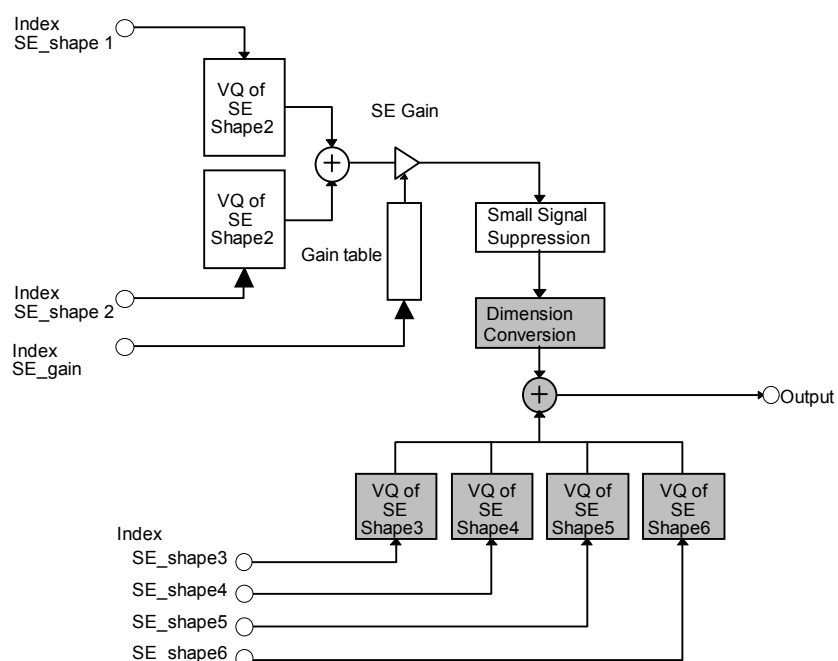 Index
SE_shape 1
VQ of
SE
Shape2
SE Gain
+
VQ of
SE
Shape2
Small Signal
Suppression
Gain table
Index
SE_shape 2
Dimension
Conversion
Index
SE_gain
+
Output
VQ of
SE
Shape3
VQ of
SE
Shape4
VQ of
SE
Shape5
VQ of
SE
Shape6
Index
SE_shape3
SE_shape4
SE_shape5
SE_shape6